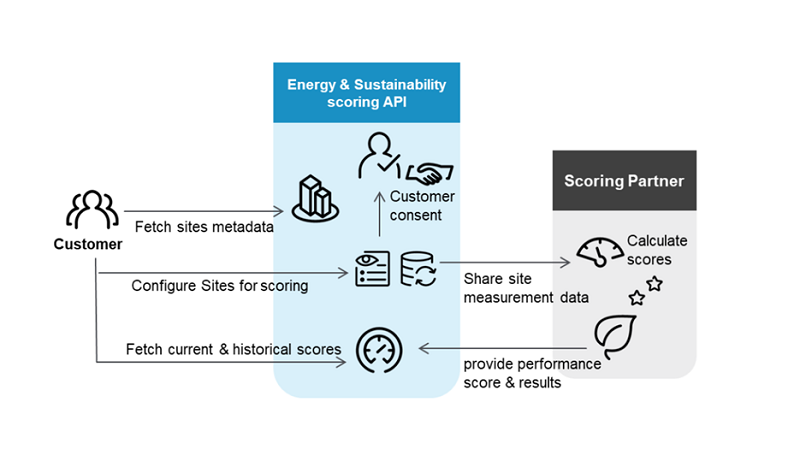 Energy & Sustainability
scoring API
Scoring Partner
Customer
Fetch sites metadata
Customer
consent
Calculate
scores
Configure Sites for scoring
Share site
measurement data
Fetch current & historical scores
provide performance
score & results